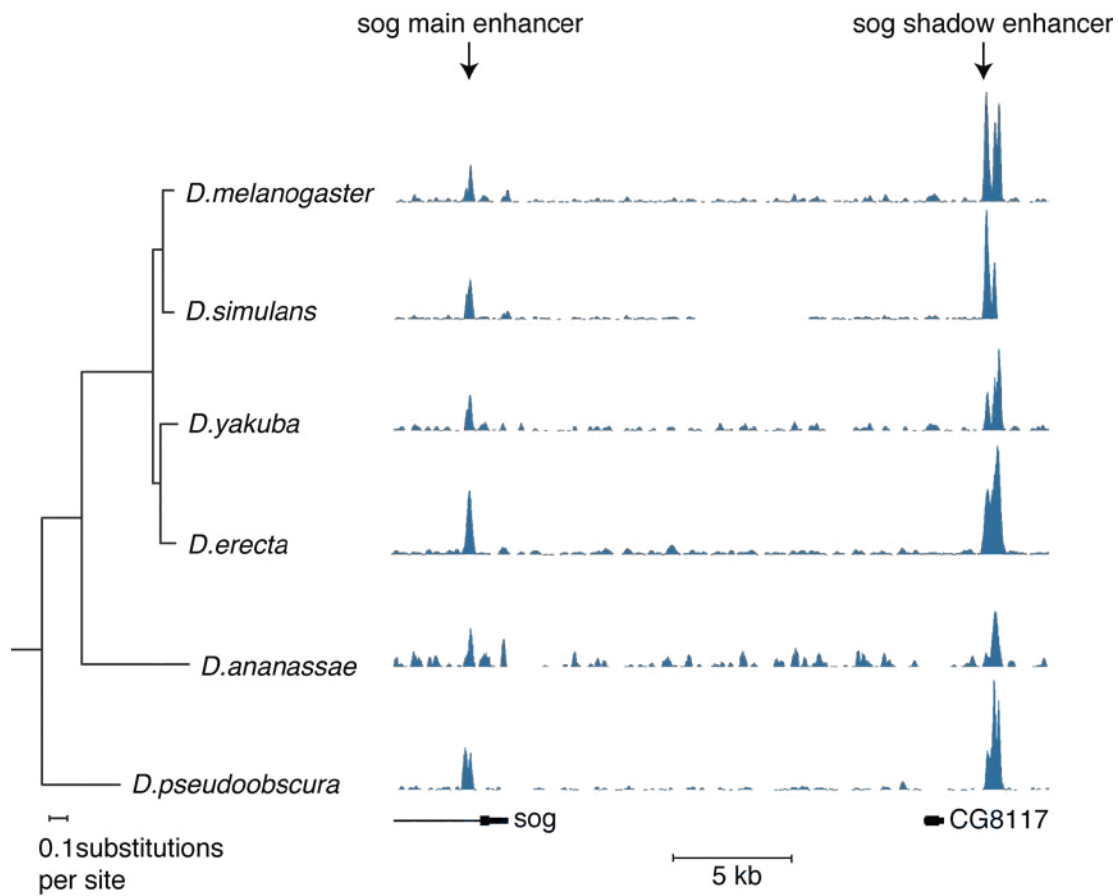 sog main enhancer
sog shadow enhancer
D.melanogaster
D.simulans
D.yakuba
D.erecta
D.ananassae
D.pseudoobscura
sog
CG8117
0.1substitutions
per site
5 kb